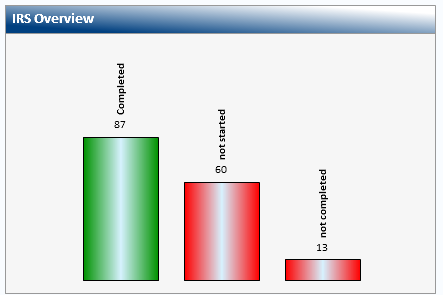 IRS Overview
Completed
87
not started
60
not completed
13